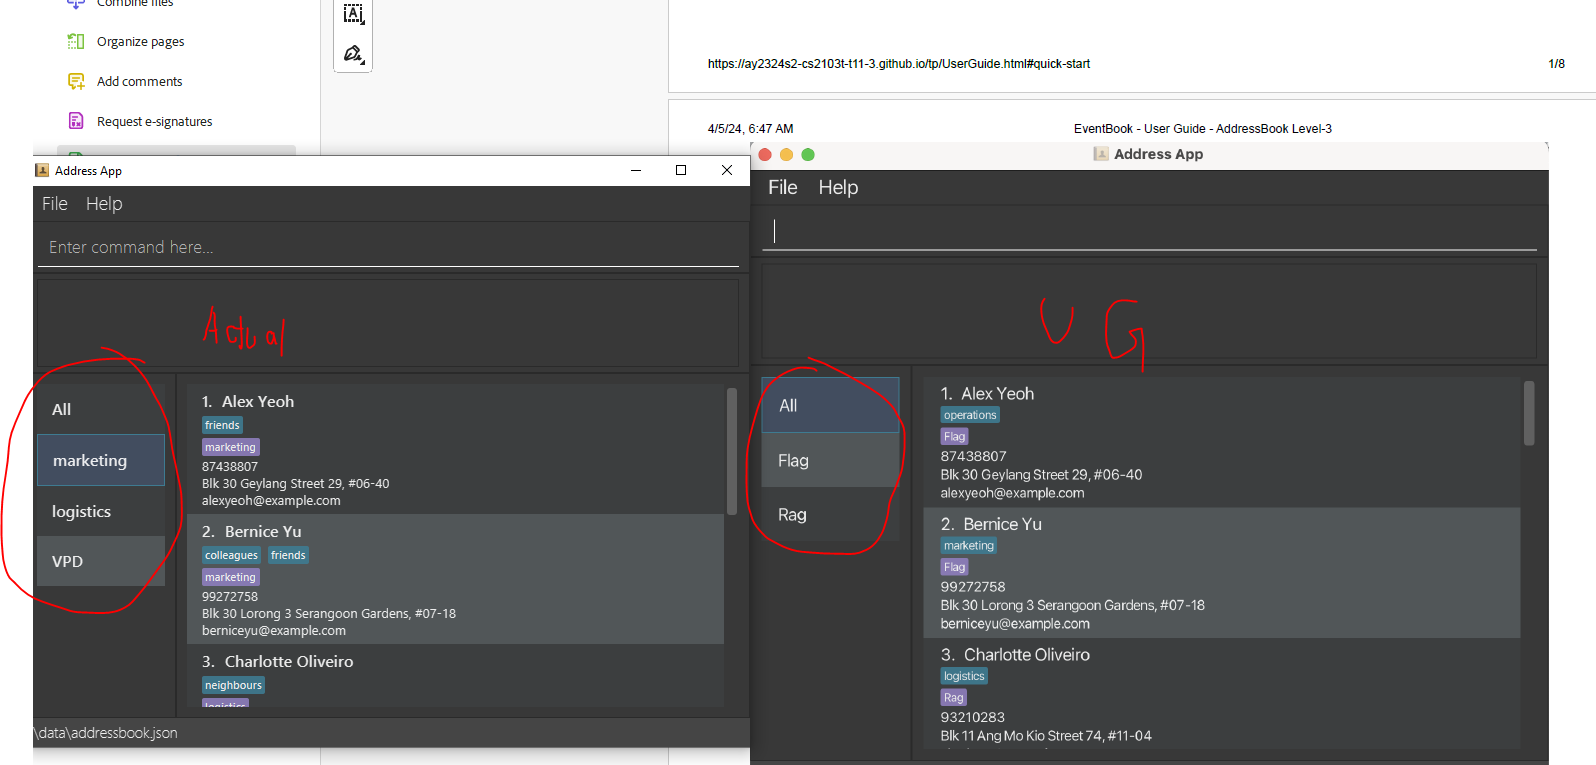 Combine files
Organize pages
Add comments
Request e-signatures
A
https://ay2324s2-cs2103t-t11-3.github.io/tp/UserGuide.html#quick-start 1/8
4/5/24, 6:47 AM EventBook - User Guide - AddressBook Level-3
Address App
File Help
Enter command here...
Actual
All
marketing
logistics
VPD
1. Alex Yeoh
friends
marketing
87438807
Blk 30 Geylang Street 29, #06-40
alexyeoh@example.com
2. Bernice Yu
colleagues friends
marketing
99272758
Blk 30 Lorong 3 Serangoon Gardens, #07-18
berniceyu@example.com
3. Charlotte Oliveiro
neighbours
logistics
\data\addressbook.json
Address App
File Help
UG
All
Flag
Rag
1. Alex Yeoh
operations
Flag
87438807
Blk 30 Geylang Street 29, #06-40
alexyeoh@example.com
2. Bernice Yu
marketing
Flag
99272758
Blk 30 Lorong 3 Serangoon Gardens, #07-18
berniceyu@example.com
3. Charlotte Oliveiro
logistics
Rag
93210283
Blk 11 Ang Mo Kio Street 74, #11-04